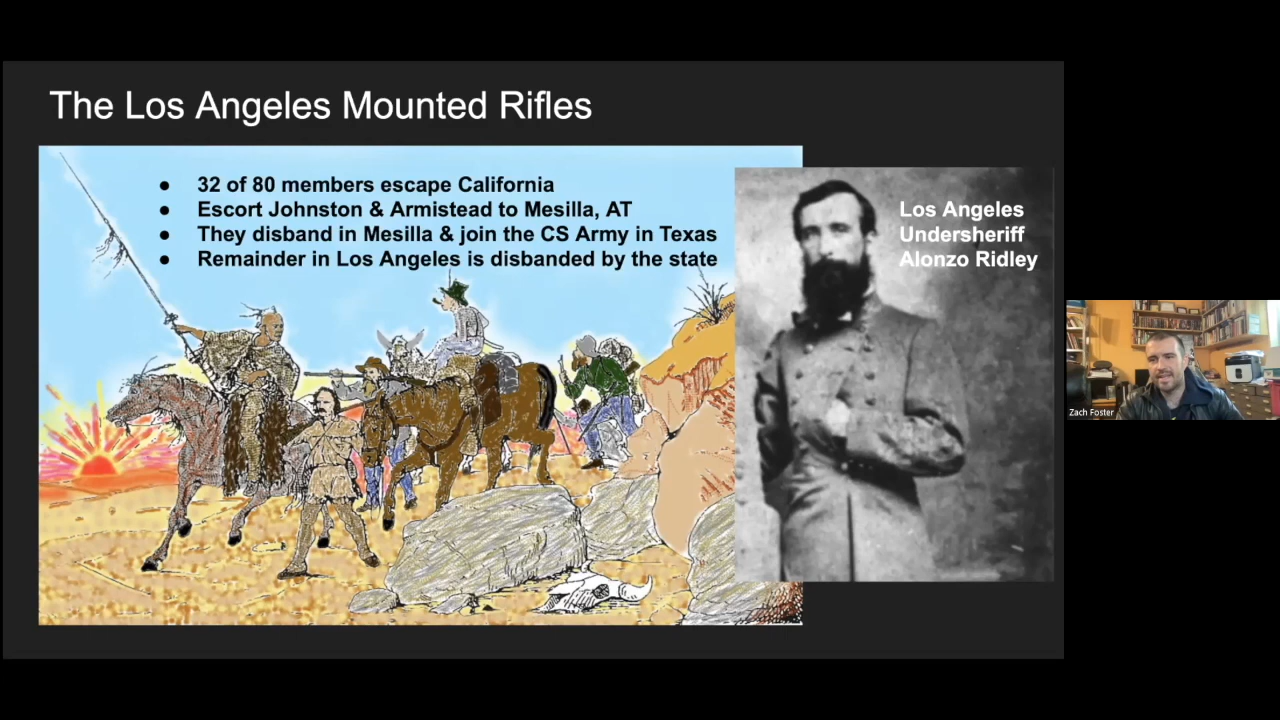 The Los Angeles Mounted Rifles
● 32 of 80 members escape California
● Escort Johnston & Armistead to Mesilla, AT
● They disband in Mesilla & join the CS Army in Texas
● Remainder in Los Angeles is disbanded by the state
Los Angeles
Undersheriff
Alonzo Ridley
Zach Foster